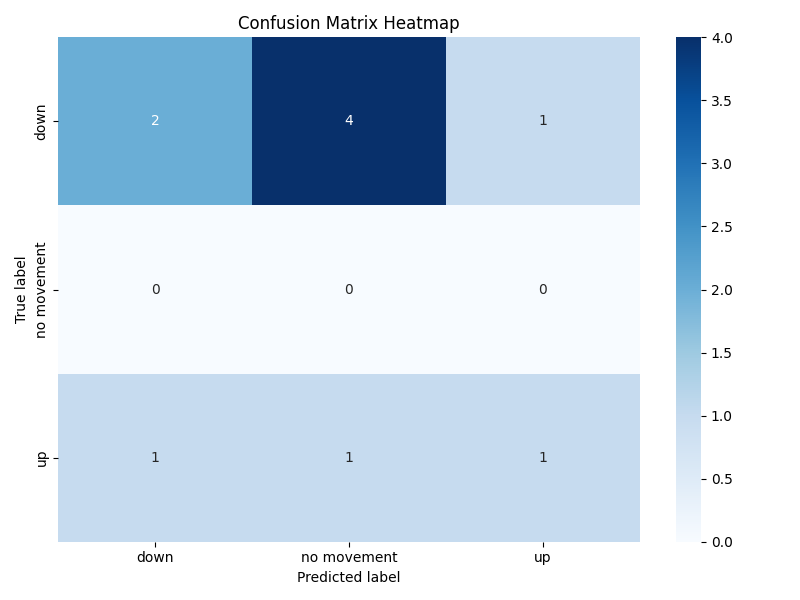 Confusion Matrix Heatmap
True label
down
no movement
up
2 4 1
0 0 0
1 1 1
down no movement up
Predicted label
4.0
3.5
3.0
2.5
2.0
1.5
1.0
0.5
0.0